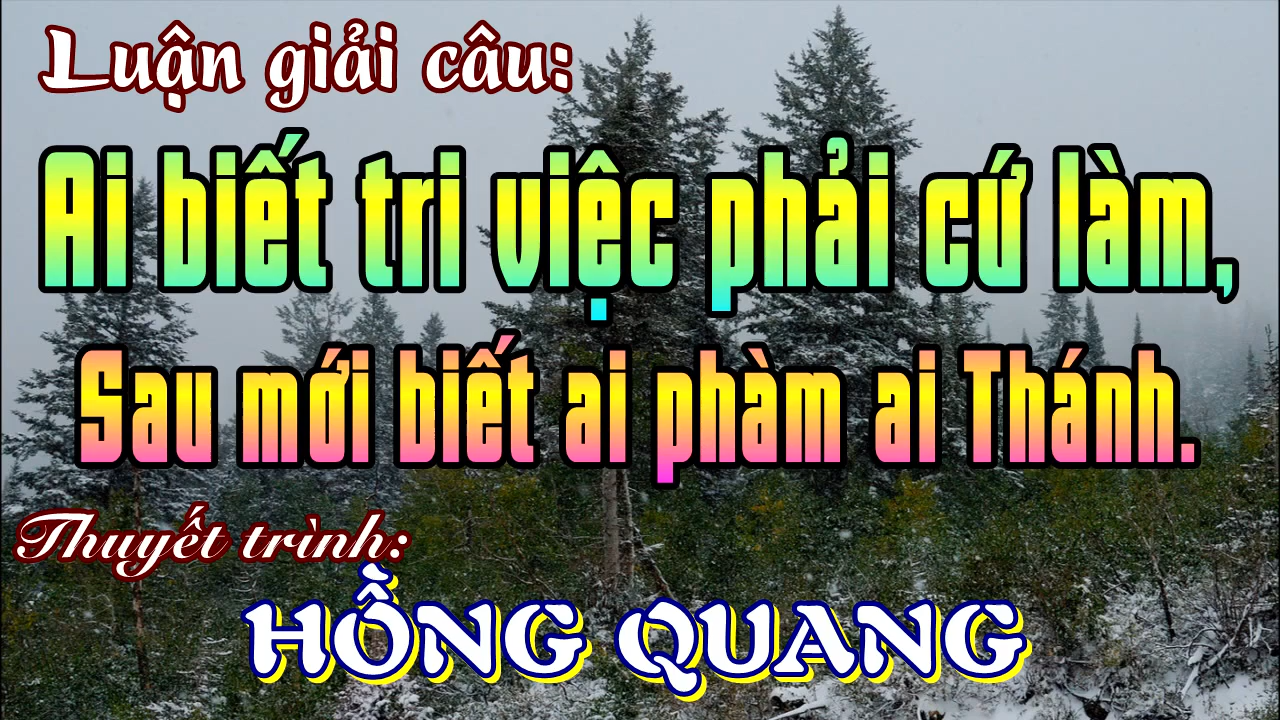 Luận giải câu:
Ai biết tri việc phải cứ làm,
Sau mới biết ai phàm ai Thánh.
Thuyết trình:
HỒNG QUANG